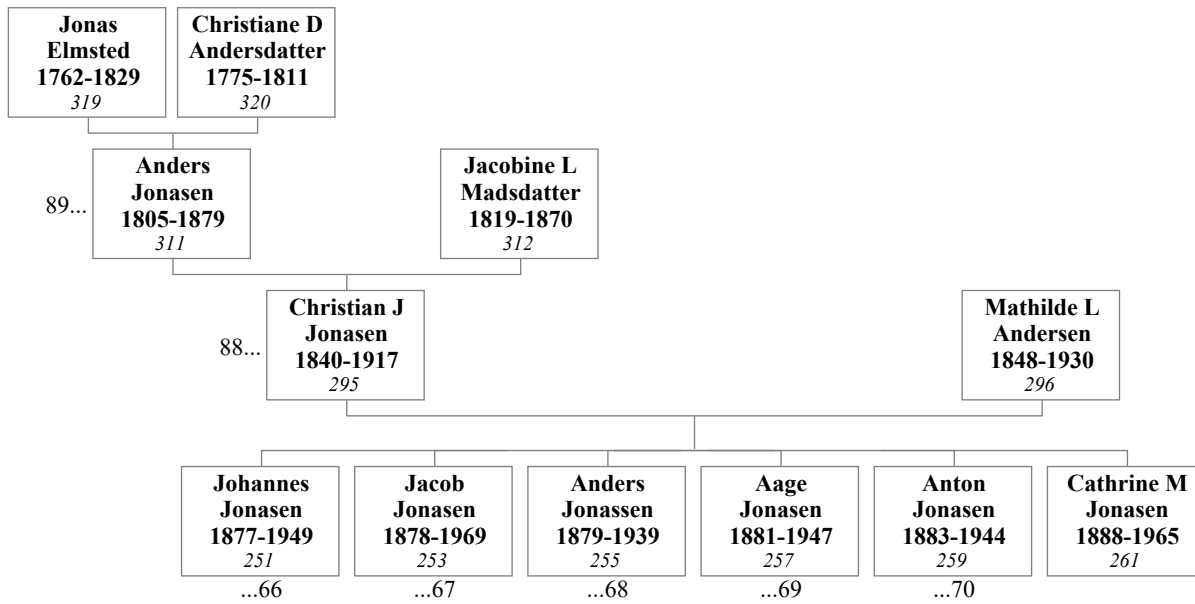 Jonas
Elmsted
1762-1829
319
Christiane D
Andersdatter
1775-1811
320
89...
Anders
Jonasen
1805-1879
311
Jacobine L
Madsdatter
1819-1870
312
88...
Christian J
Jonasen
1840-1917
295
Mathilde L
Andersen
1848-1930
296
Johannes
Jonasen
1877-1949
251
...66
Jacob
Jonasen
1878-1969
253
...67
Anders
Jonassen
1879-1939
255
...68
Aage
Jonasen
1881-1947
257
...69
Anton
Jonasen
1883-1944
259
...70
Cathrine M
Jonasen
1888-1965
261